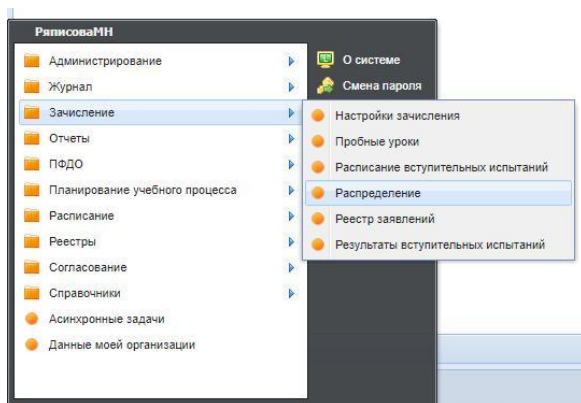 РяписоваМН
Администрирование
Журнал
Зачисление
Отчеты
ПФДО
Планирование учебного процесса
Расписание
Реестры
Согласование
Справочники
Асинхронные задачи
Данные моей организации
О системе
Смена пароля
Настройки зачисления
Пробные уроки
Расписание вступительных испытаний
Распределение
Реестр заявлений
Результаты вступительных испытаний